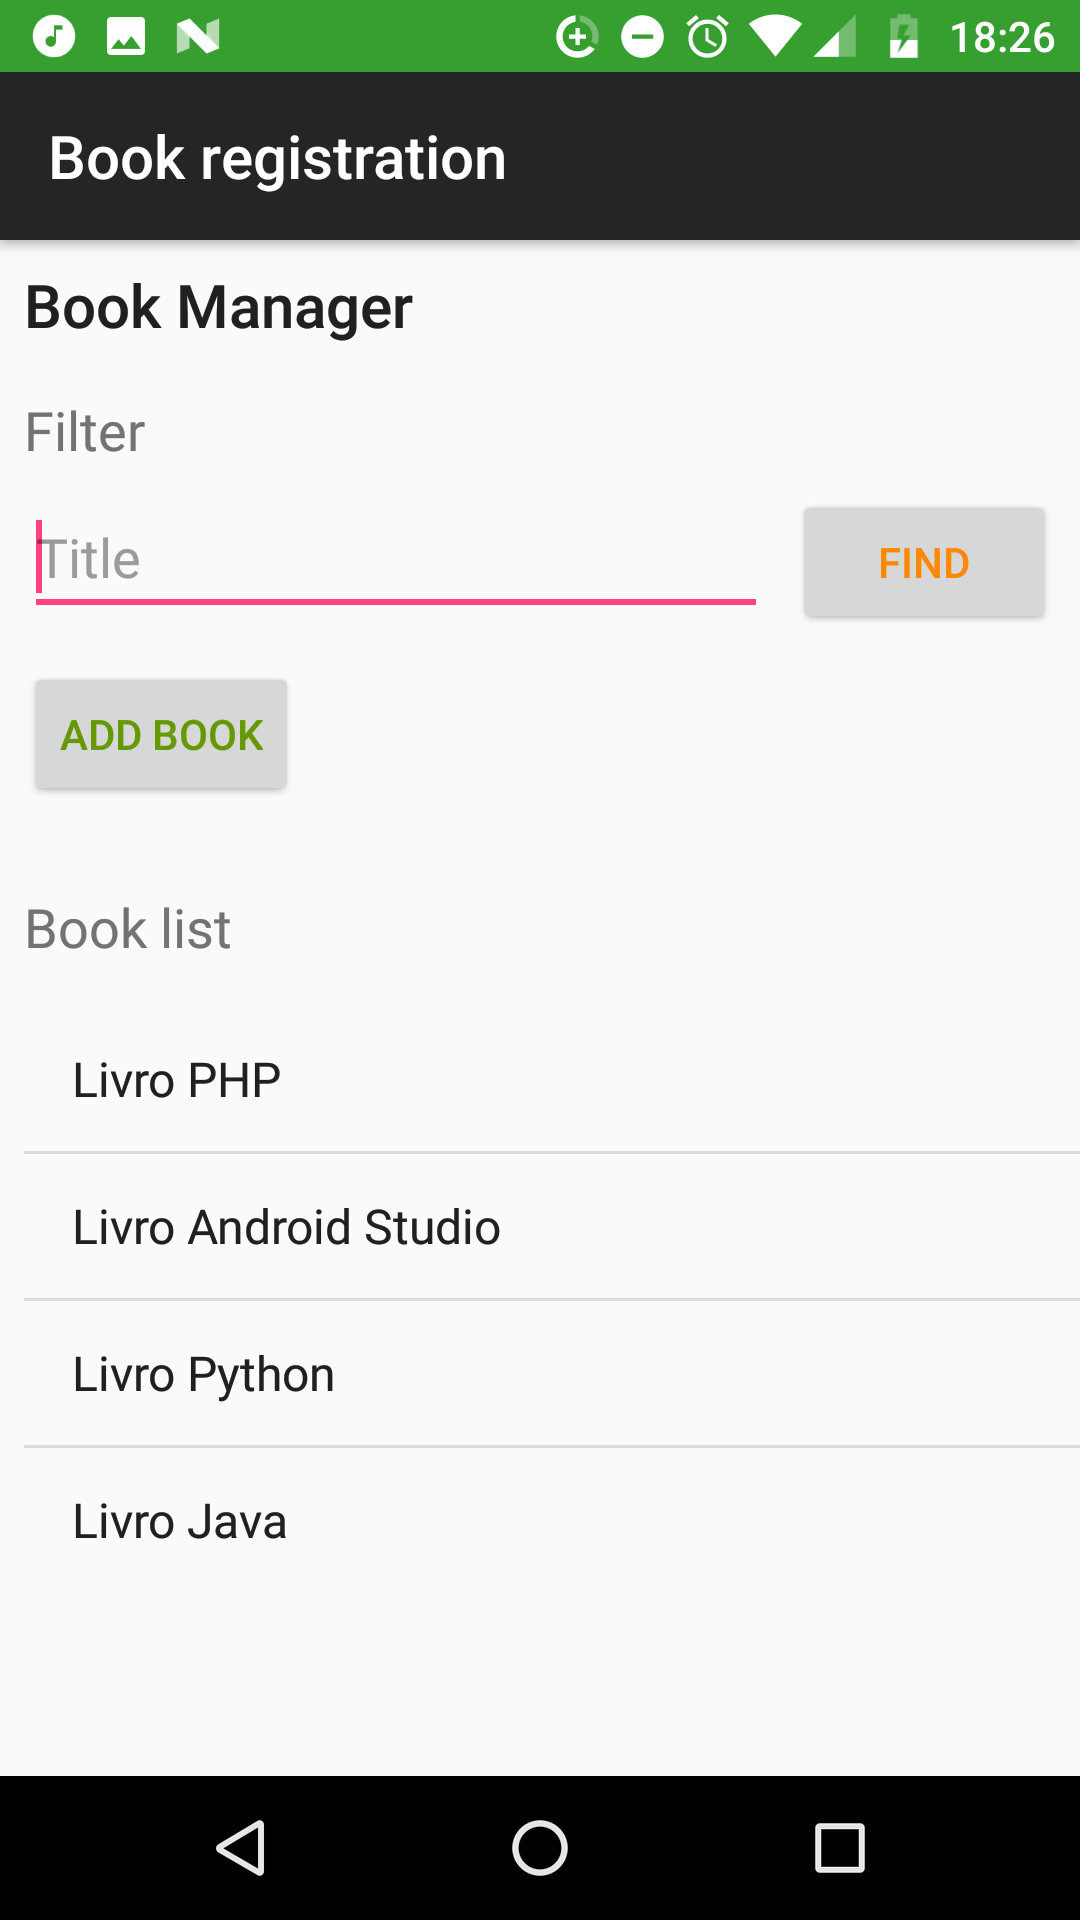 18:26
Book registration
Book Manager
Filter
Title
FIND
ADD BOOK
Book list
Livro PHP
Livro Android Studio
Livro Python
Livro Java